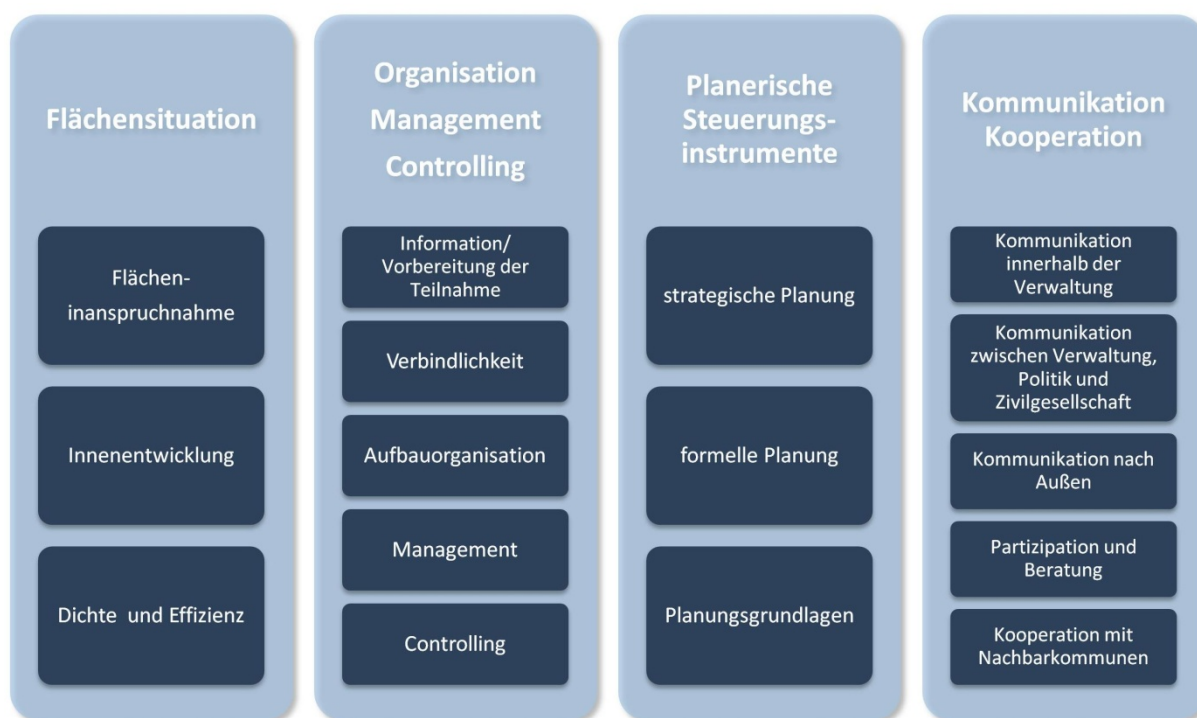 Flächensituation
Flächen-
inanspruchnahme
Innenentwicklung
Dichte und Effizienz
Organisation
Management
Controlling
Information/
Vorbereitung der
Teilnahme
Verbindlichkeit
Aufbauorganisation
Management
Controlling
Planerische
Steuerungs-
instrumente
strategische Planung
formelle Planung
Planungsgrundlagen
Kommunikation
Kooperation
Kommunikation
innerhalb der
Verwaltung
Kommunikation
zwischen Verwaltung,
Politik und
Zivilgesellschaft
Kommunikation nach
Außen
Partizipation und
Beratung
Kooperation mit
Nachbarkommunen